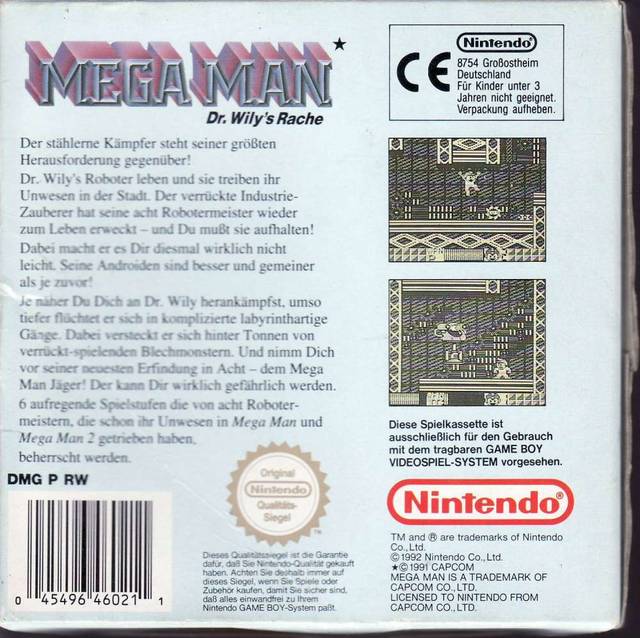 MEGA MAN★
Dr. Wily's Rache
Der stählerne Kämpfer steht seiner größten
Herausforderung gegenüber!
Dr. Wily's Roboter leben und sie treiben ihr
Unwesen in der Stadt. Der verrückte Industrie-
Zauberer hat seine acht Robotermeister wieder
zum Leben erweckt – und Du mußt sie aufhalten!
Dabei macht er es Dir diesmal wirklich nicht
leicht. Seine Androiden sind besser und gemeiner
als je zuvor!
Je näher Du Dich an Dr. Wily herankämpfst, umso
tiefer flüchtet er sich in komplizierte labyrinthartige
Gänge. Dabei versteckt er sich hinter Tonnen von
verrückt-spielenden Blechmonstern. Und nimm Dich
vor seiner neuesten Erfindung in Acht – dem Mega
Man Jäger! Der kann Dir wirklich gefährlich werden.
6 aufregende Spielstufen die von acht Roboter-
meistern, die schon ihr Unwesen in Mega Man und
Mega Man 2 getrieben haben,
beherrscht werden.
DMG P RW
0 45496 46021 1
Original
Nintendo
Qualitäts-
Siegel
TM
Dieses Qualitätssiegel ist die Garantie
dafür, daß Sie Nintendo-Qualität gekauft
haben. Achten Sie deshalb immer auf
dieses Siegel, wenn Sie Spiele oder
Zubehör kaufen, damit Sie sicher sind,
daß alles einwandfrei zu Ihrem
Nintendo GAME BOY-System paßt.
CE
Nintendo®
8754 Großostheim
Deutschland
Für Kinder unter 3
Jahren nicht geeignet.
Verpackung aufheben.
Diese Spielkassette ist
ausschließlich für den Gebrauch
mit dem tragbaren GAME BOY
VIDEOSPIEL-SYSTEM vorgesehen.
Nintendo®
TM and ® are trademarks of Nintendo
Co., Ltd.
©1992 Nintendo Co., Ltd.
★©1991 CAPCOM
MEGA MAN IS A TRADEMARK OF
CAPCOM CO., LTD.
LICENSED TO NINTENDO FROM
CAPCOM CO., LTD.